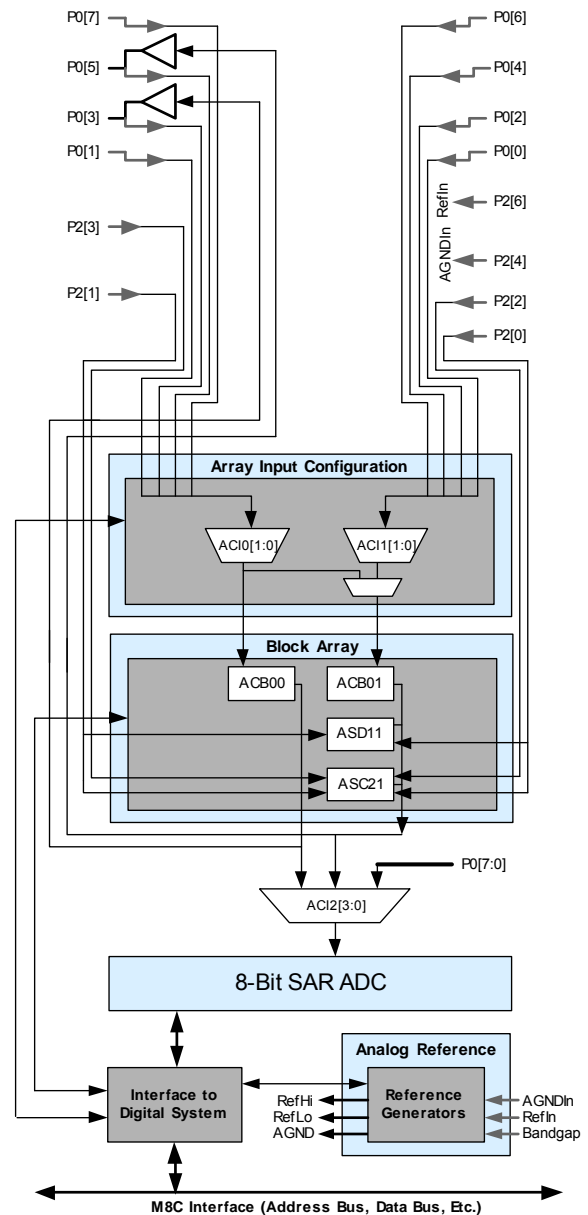 P0[7]
P0[6]
P0[5]
P0[4]
P0[3]
P0[2]
P0[1]
P0[0]
RefIn
P2[6]
P2[3]
AGNDIn
P2[4]
P2[1]
P2[2]
P2[0]
Array Input Configuration
ACI0[1:0]
ACI1[1:0]
Block Array
ACB00
ACB01
ASD11
ASC21
P0[7:0]
ACI2[3:0]
8-Bit SAR ADC
Analog Reference
Interface to
Digital System
Reference
Generators
RefHi
RefLo
AGND
AGNDIn
RefIn
Bandgap
M8C Interface (Address Bus, Data Bus, Etc.)